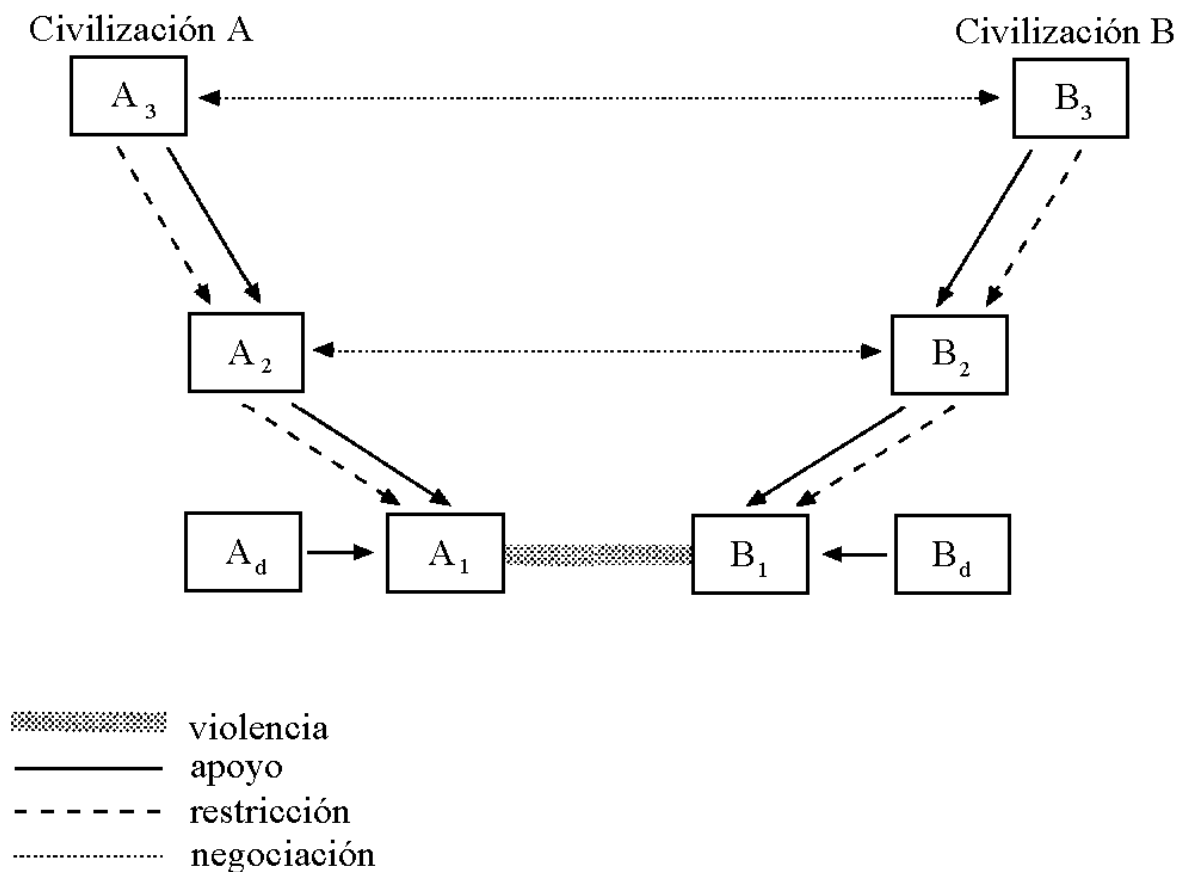 Civilización A
Civilización B
A3
B3
A2
B2
Ad
A1
B1
Bd
violencia
apoyo
restricción
negociación